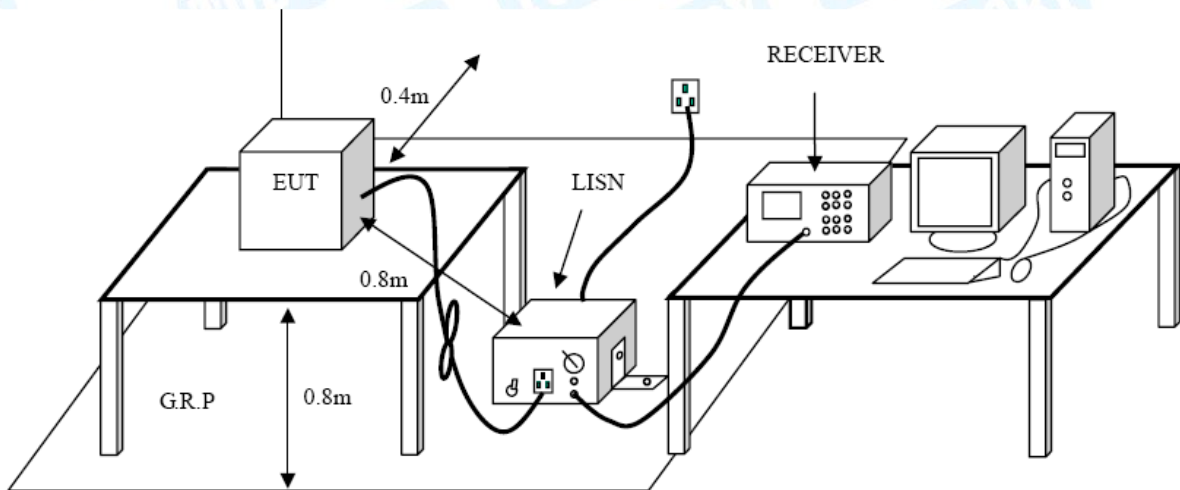 RECEIVER
0.4m
EUT
LISN
0.8m
G.R.P
0.8m